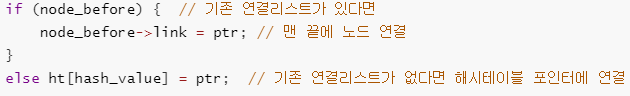 if (node_before) {  // 기존 연결리스트가 있다면
    node_before->link = ptr; // 맨 끝에 노드 연결
}
else ht[hash_value] = ptr;  // 기존 연결리스트가 없다면 해시테이블 포인터에 연결